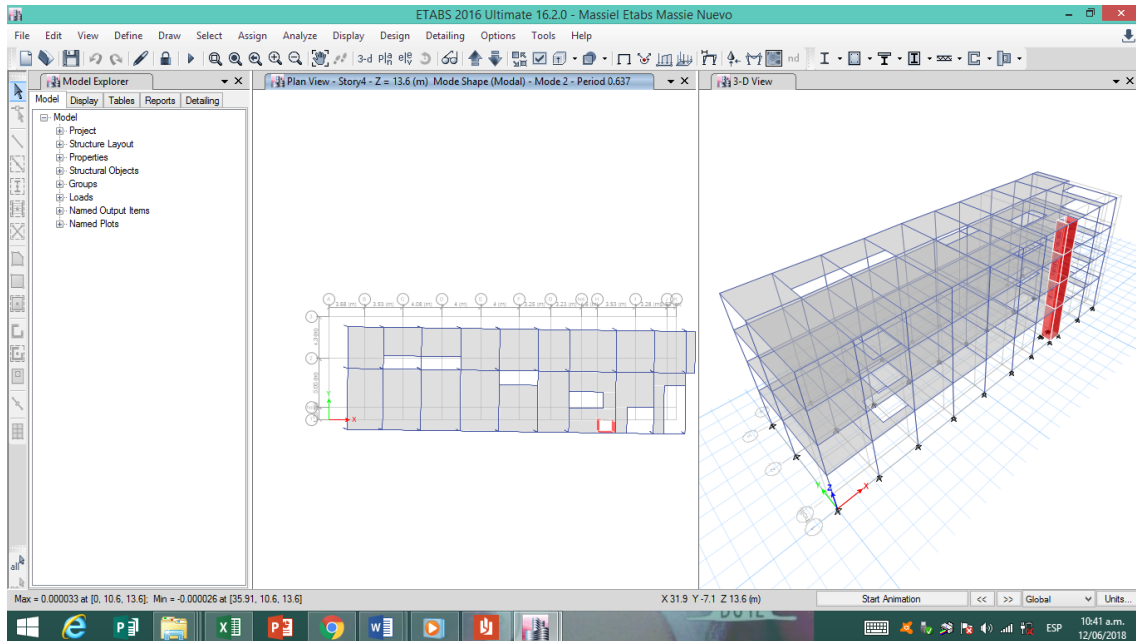 ETABS 2016 Ultimate 16.2.0 - Massiel Etabs Massie Nuevo
File Edit View Define Draw Select Assign Analyze Display Design Detailing Options Tools Help
3-d nd
Model Explorer
Model Display Tables Reports Detailing
Model
Project
Structure Layout
Properties
Structural Objects
Groups
Loads
Named Output Items
Named Plots
all
Plan View - Story4 - Z = 13.6 (m) Mode Shape (Modal) - Mode 2 - Period 0.637
X
3-D View
Z
X
Max = 0.000033 at [0, 10.6, 13.6]; Min = -0.000026 at [35.91, 10.6, 13.6]
X 31.9 Y -7.1 Z 13.6 (m)
Start Animation << >> Global Units...
ESP
10:41 a.m.
12/06/2018